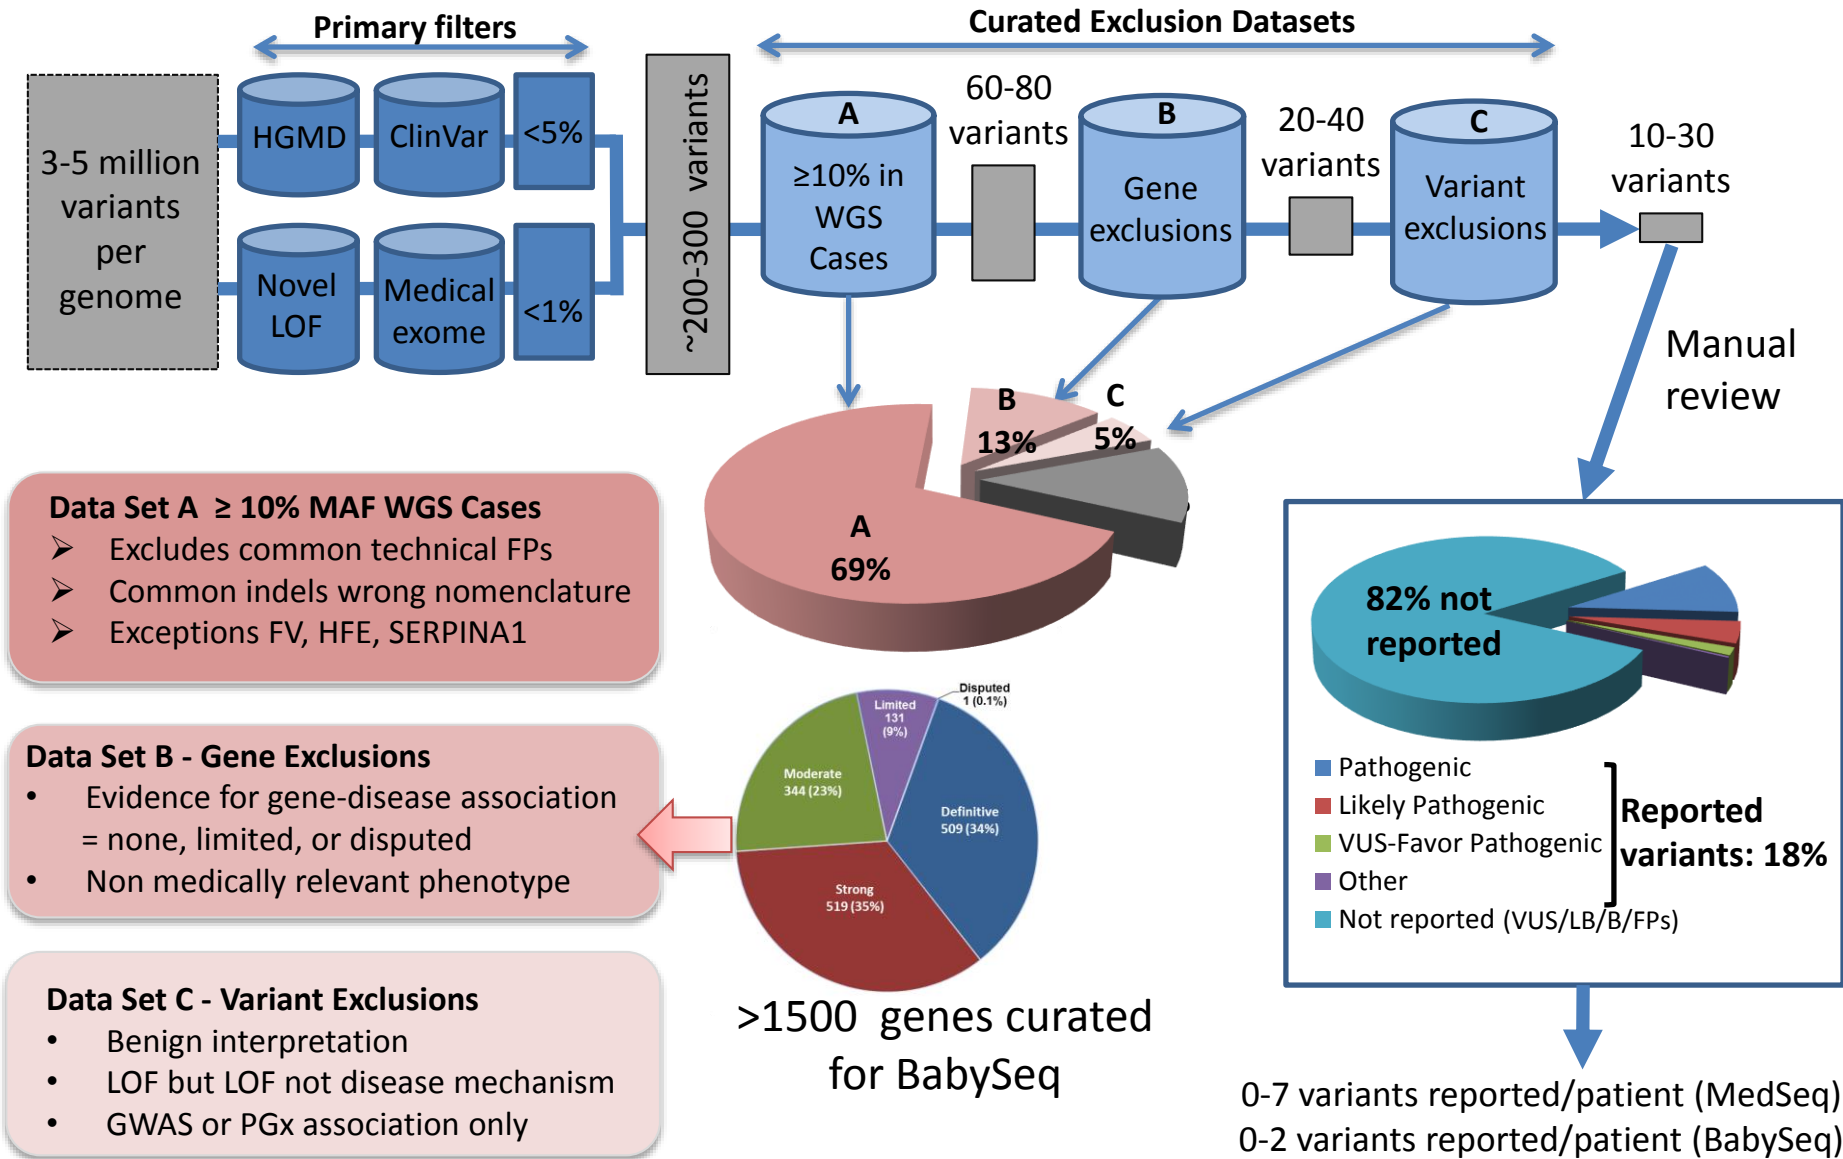 Primary filters
Curated Exclusion Datasets
3-5 million
variants
per
genome
HGMD
ClinVar
<5%
Novel
LOF
Medical
exome
<1%
~200-300 variants
A
≥10% in
WGS
Cases
60-80
variants
B
Gene
exclusions
20-40
variants
C
Variant
exclusions
10-30
variants
Manual
review
A
69%
B
13%
C
5%
Data Set A ≥ 10% MAF WGS Cases
➢ Excludes common technical FPs
➢ Common indels wrong nomenclature
➢ Exceptions FV, HFE, SERPINA1
Data Set B - Gene Exclusions
• Evidence for gene-disease association
= none, limited, or disputed
• Non medically relevant phenotype
Data Set C - Variant Exclusions
• Benign interpretation
• LOF but LOF not disease mechanism
• GWAS or PGx association only
Disputed
1 (0.1%)
Limited
131
(9%)
Moderate
344 (23%)
Definitive
509 (34%)
Strong
519 (35%)
>1500 genes curated
for BabySeq
82% not
reported
Pathogenic
Likely Pathogenic
VUS-Favor Pathogenic
Other
Not reported (VUS/LB/B/FPs)
Reported
variants: 18%
0-7 variants reported/patient (MedSeq)
0-2 variants reported/patient (BabySeq)